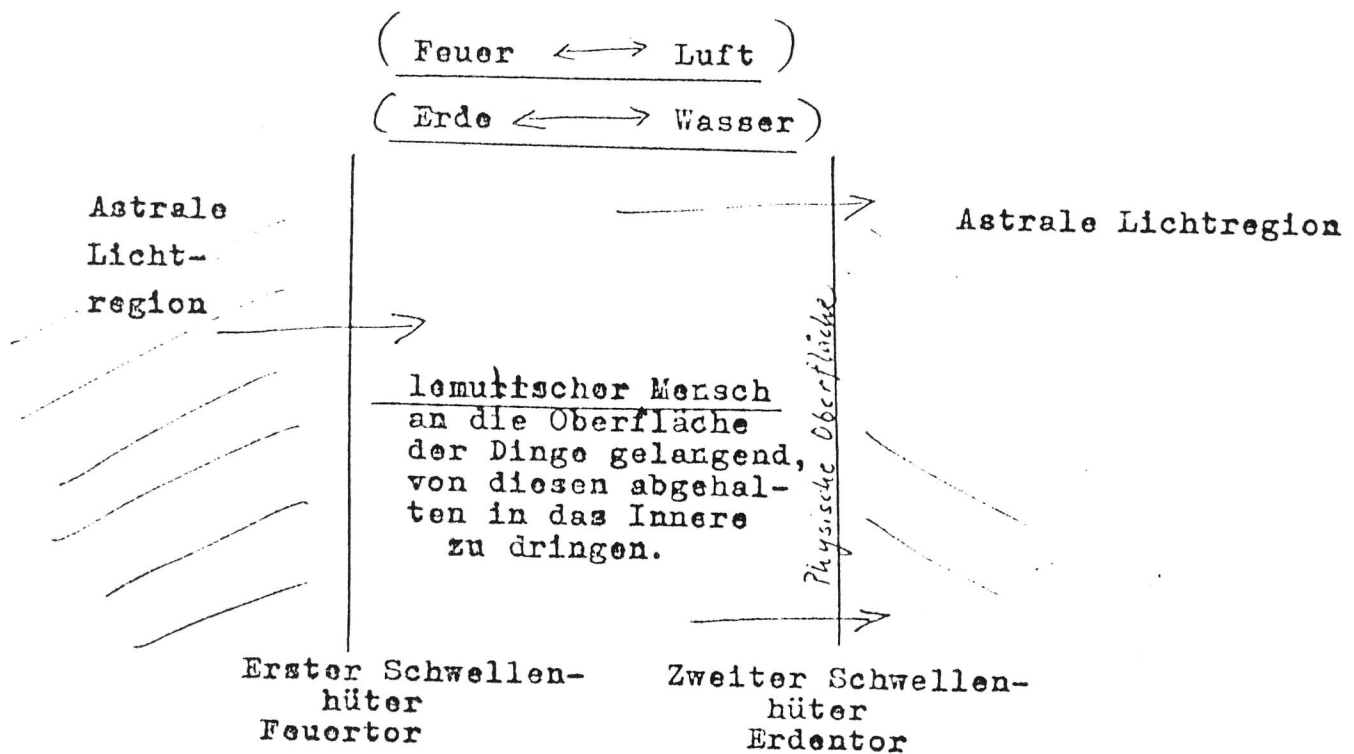 ( Feuer ⟷ Luft )
( Erde ⟷ Wasser )
Astrale
Licht-
region
Astrale Lichtregion
lemurischer Mensch
an die Oberfläche
der Dinge gelangend,
von diesen abgehal-
ten in das Innere
zu dringen.
Physische Oberfläche
Erster Schwellen-
hüter
Feuertor
Zweiter Schwellen-
hüter
Erdentor